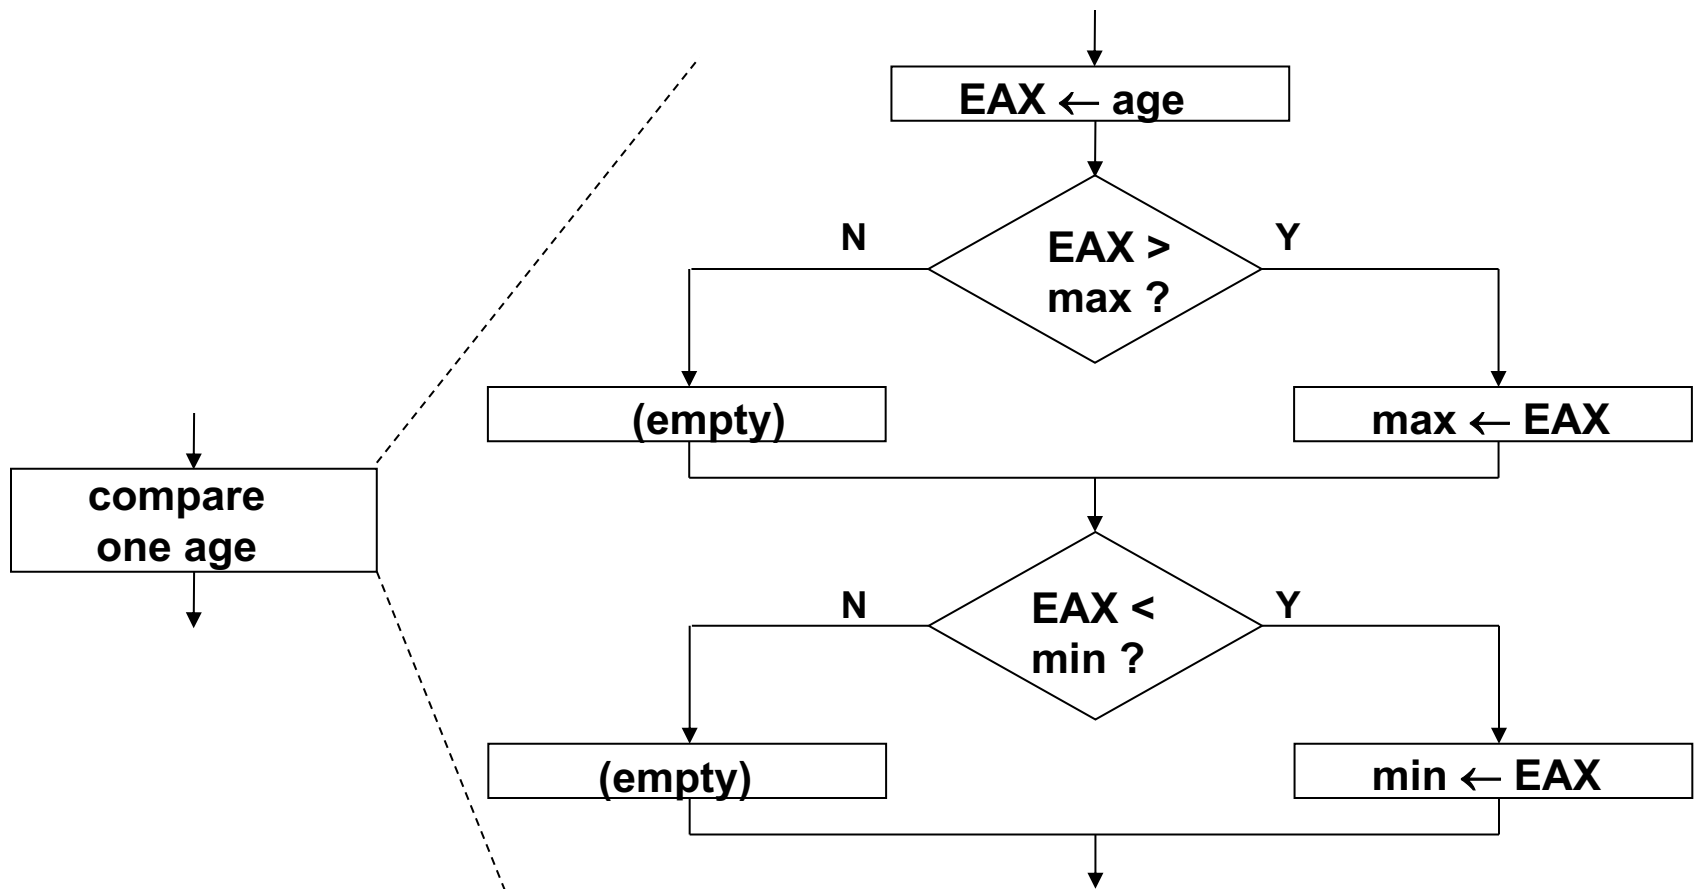 EAX ← age
N
EAX >
max ?
Y
(empty)
max ← EAX
compare
one age
N
EAX <
min ?
Y
(empty)
min ← EAX